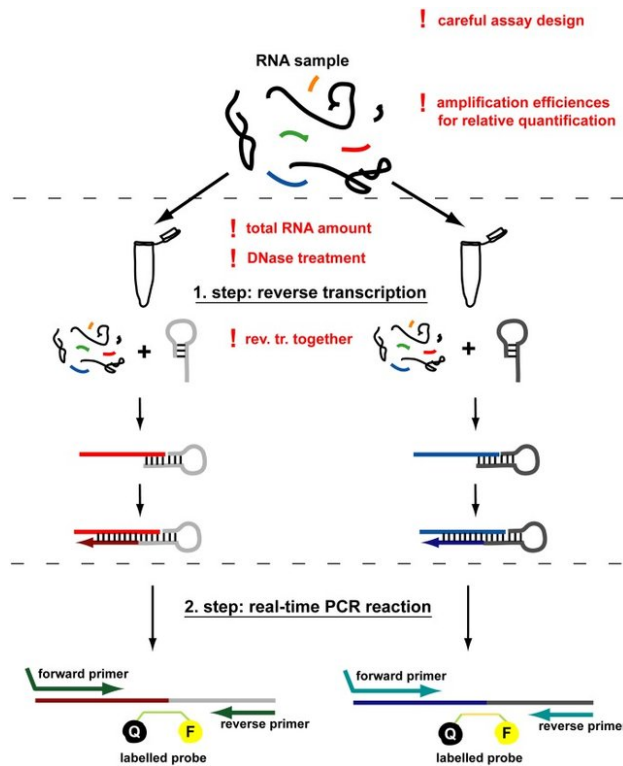 ! careful assay design
RNA sample
! amplification efficiences
for relative quantification
! total RNA amount
! DNase treatment
1. step: reverse transcription
+
! rev. tr. together
+
2. step: real-time PCR reaction
forward primer
forward primer
reverse primer
reverse primer
Q
F
Q
F
labelled probe
labelled probe